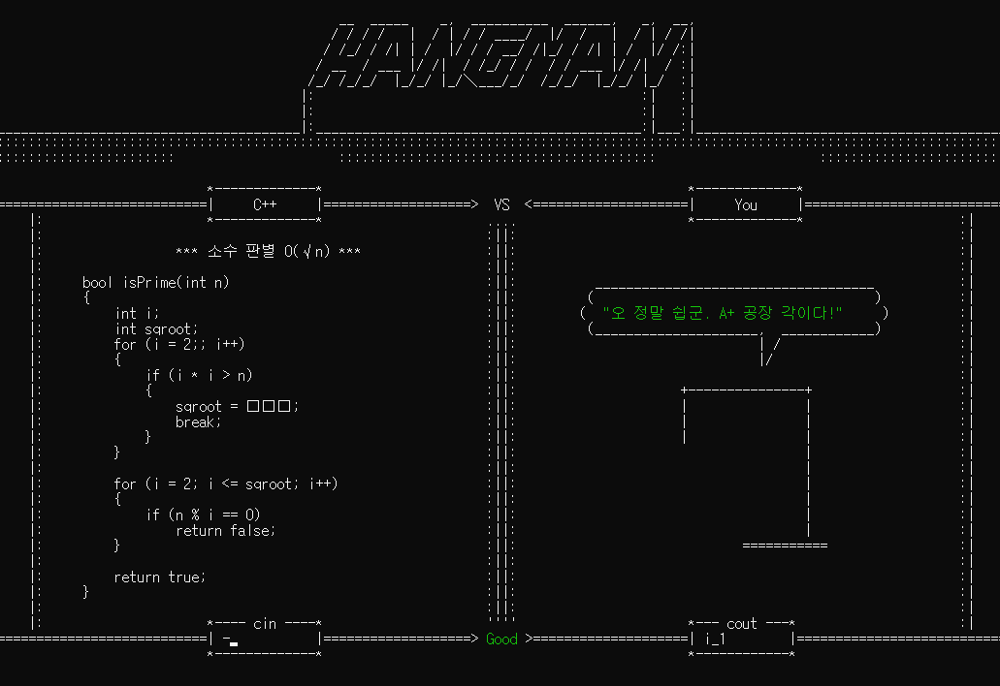 HANGMAN
C++ VS You
*** 소수 판별 O(√n) ***
bool isPrime(int n)
{
int i;
int sqroot;
for (i = 2;; i++)
{
if (i * i > n)
{
sqroot = □□□;
break;
}
}
for (i = 2; i <= sqroot; i++)
{
if (n % i == 0)
return false;
}
return true;
}
"오 정말 쉽군. A+ 공장 각이다!"
cin
-_
> Good >
cout
i_1